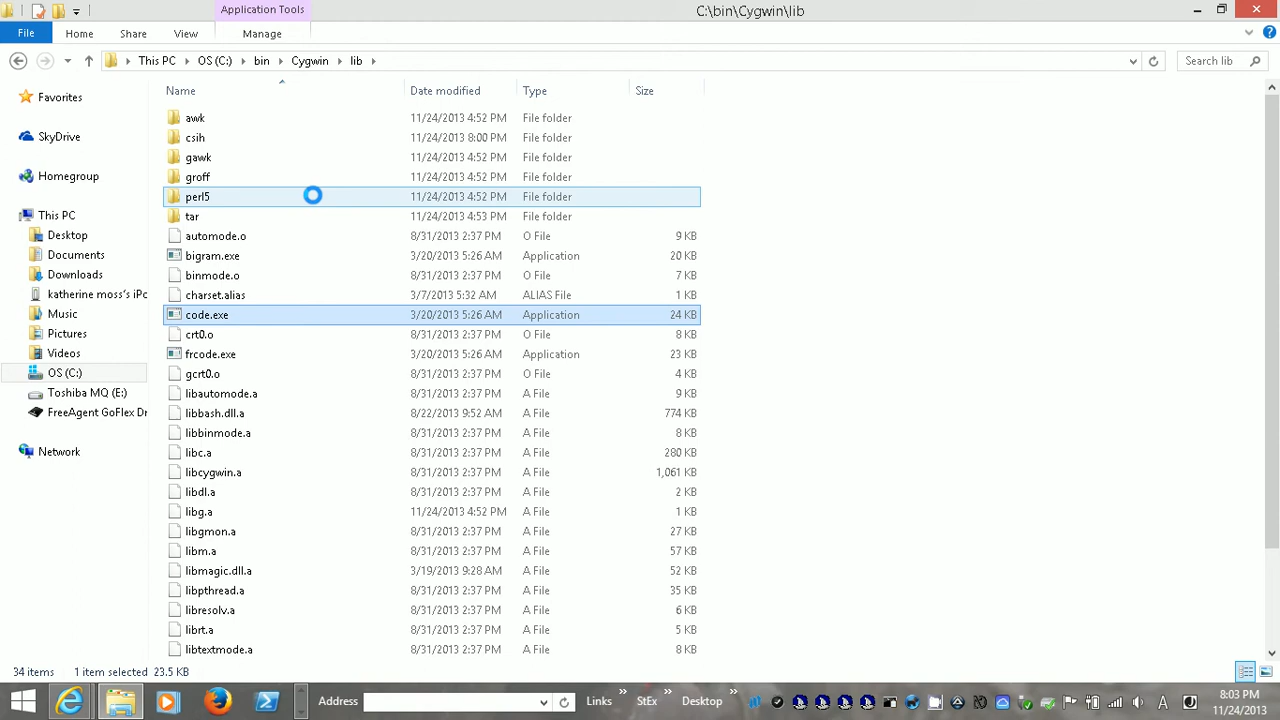 Application Tools
C:\bin\Cygwin\lib
File Home Share View Manage
This PC OS (C:) bin Cygwin lib
Search lib
Name Date modified Type Size
Favorites
SkyDrive
Homegroup
This PC
Desktop
Documents
Downloads
katherine moss's iPo
Music
Pictures
Videos
OS (C:)
Toshiba MQ (E:)
FreeAgent GoFlex Dr
Network
awk 11/24/2013 4:52 PM File folder
csih 11/24/2013 8:00 PM File folder
gawk 11/24/2013 4:52 PM File folder
groff 11/24/2013 4:52 PM File folder
perl5 11/24/2013 4:52 PM File folder
tar 11/24/2013 4:53 PM File folder
automode.o 8/31/2013 2:37 PM O File 9 KB
bigram.exe 3/20/2013 5:26 AM Application 20 KB
binmode.o 8/31/2013 2:37 PM O File 7 KB
charset.alias 3/7/2013 5:32 AM ALIAS File 1 KB
code.exe 3/20/2013 5:26 AM Application 24 KB
crt0.o 8/31/2013 2:37 PM O File 8 KB
frcode.exe 3/20/2013 5:26 AM Application 23 KB
gcrt0.o 8/31/2013 2:37 PM O File 4 KB
libautomode.a 8/31/2013 2:37 PM A File 9 KB
libbash.dll.a 8/22/2013 9:52 AM A File 774 KB
libbinmode.a 8/31/2013 2:37 PM A File 8 KB
libc.a 8/31/2013 2:37 PM A File 280 KB
libcygwin.a 8/31/2013 2:37 PM A File 1,061 KB
libdl.a 8/31/2013 2:37 PM A File 2 KB
libg.a 11/24/2013 4:52 PM A File 1 KB
libgmon.a 8/31/2013 2:37 PM A File 27 KB
libm.a 8/31/2013 2:37 PM A File 57 KB
libmagic.dll.a 3/19/2013 9:28 AM A File 52 KB
libpthread.a 8/31/2013 2:37 PM A File 35 KB
libresolv.a 8/31/2013 2:37 PM A File 6 KB
librt.a 8/31/2013 2:37 PM A File 5 KB
libtextmode.a 8/31/2013 2:37 PM A File 8 KB
34 items 1 item selected 23.5 KB
Address Links » StEx » Desktop » A 8:03 PM
11/24/2013